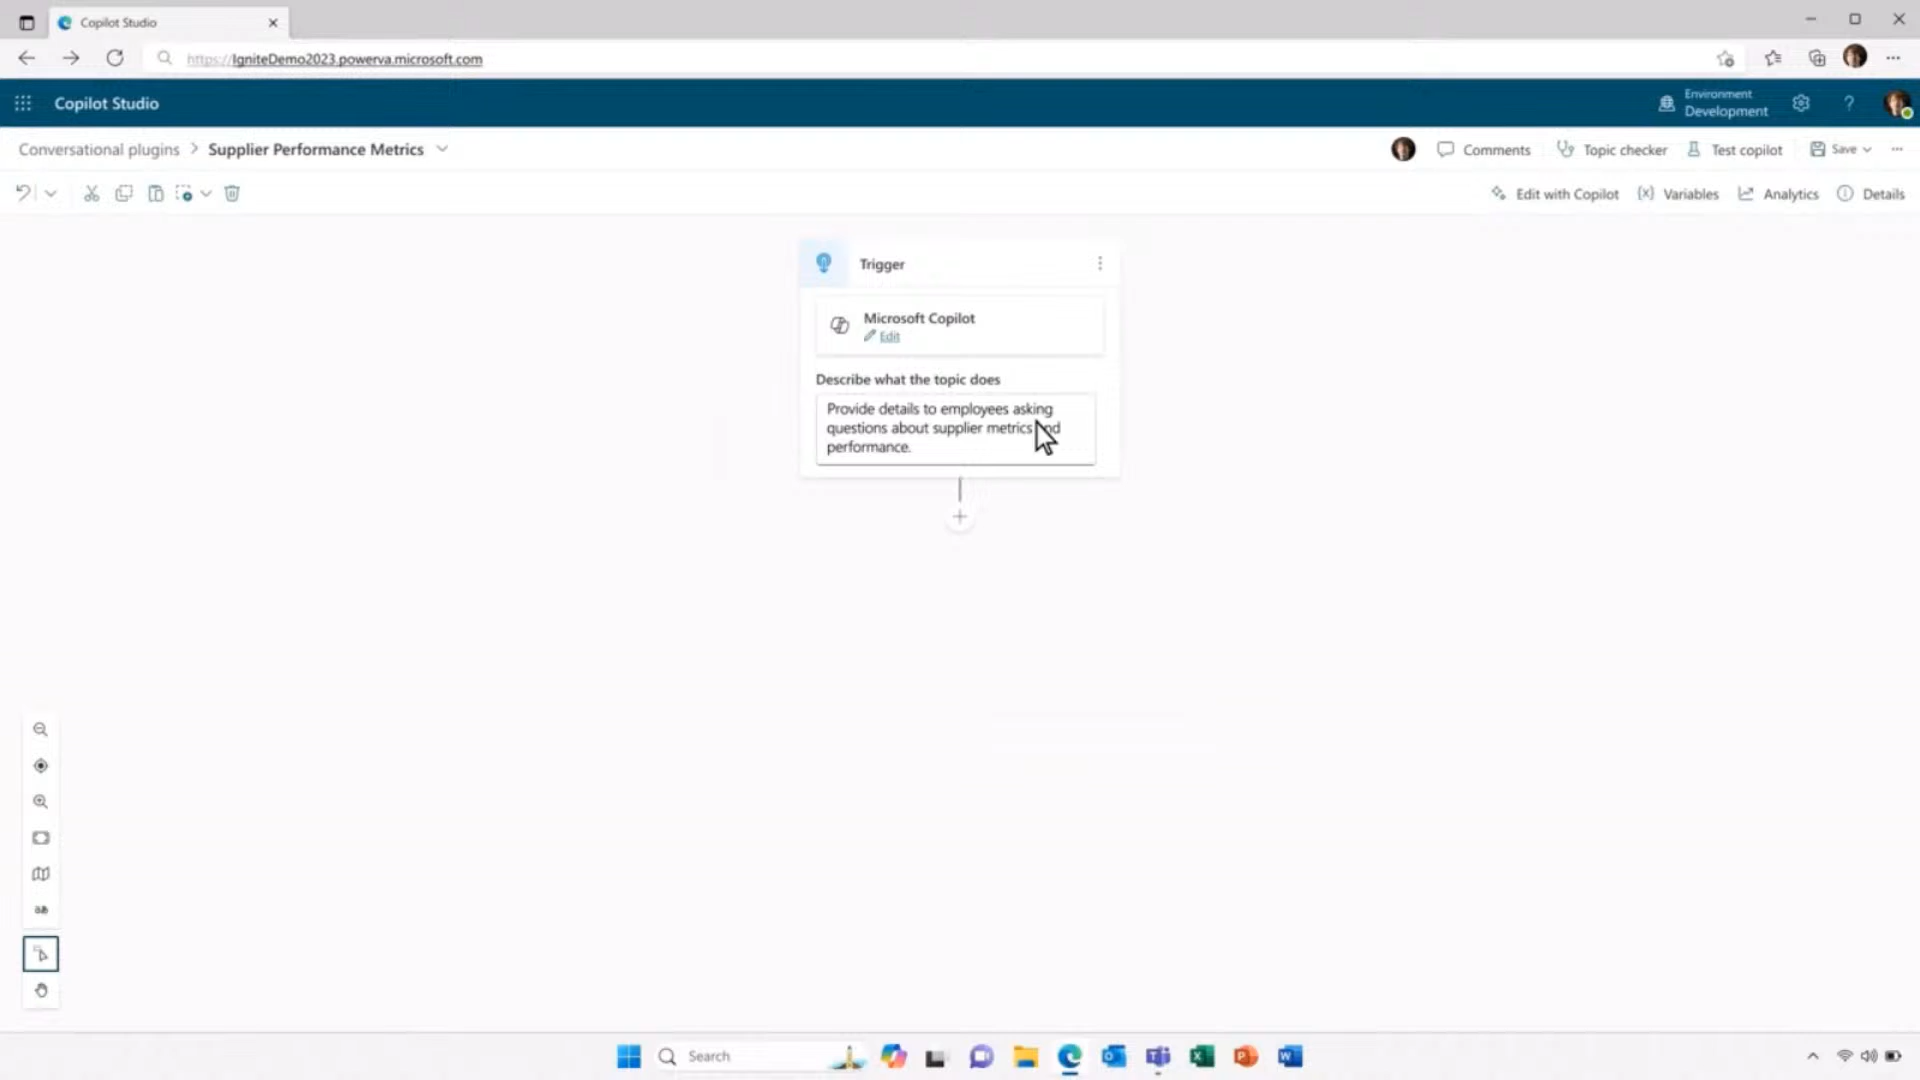 Copilot Studio
https://IgniteDemo2023.powerva.microsoft.com
Copilot Studio
Environment
Development
?
Conversational plugins > Supplier Performance Metrics
Comments
Topic checker
Test copilot
Save
Edit with Copilot
{x} Variables
Analytics
Details
Trigger
Microsoft Copilot
Edit
Describe what the topic does
Provide details to employees asking
questions about supplier metrics and
performance.
Search